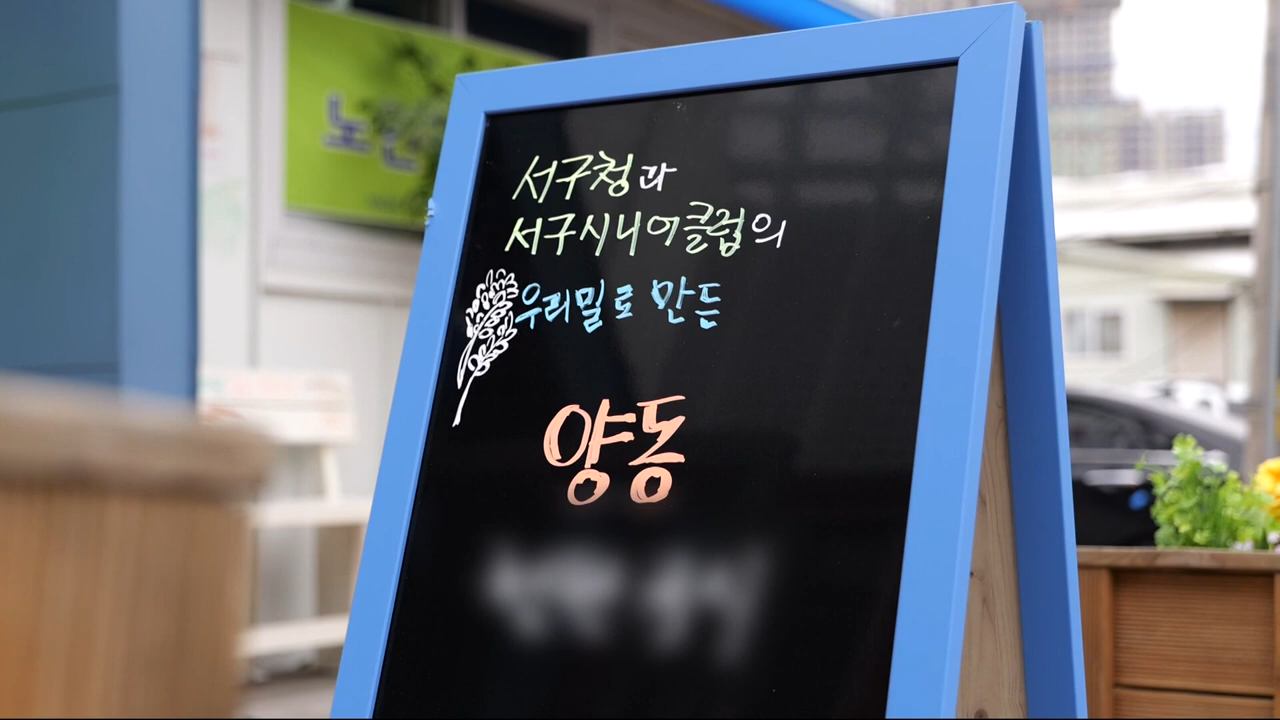 서구청과
서구시니어클럽의
우리밀로 만든
양동